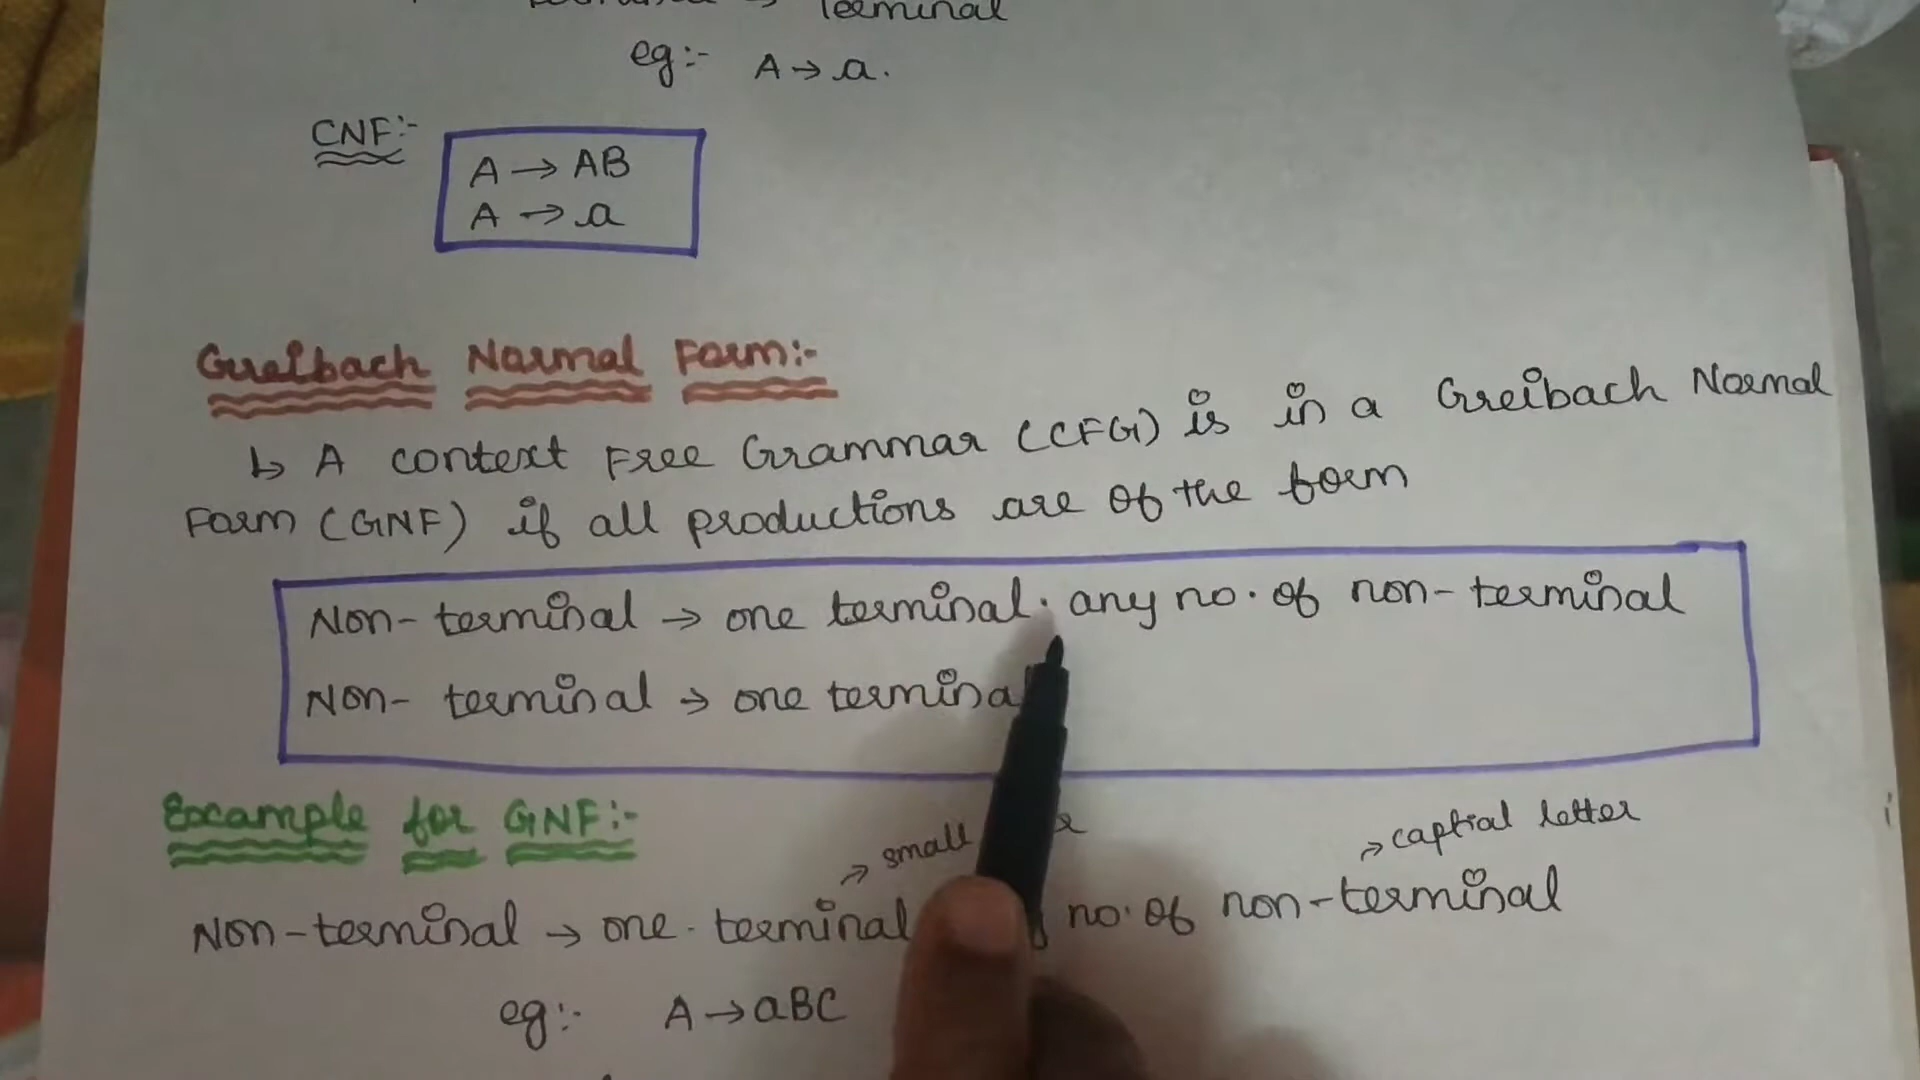 → Terminal
eg:- A → a.
CNF:-
A → AB
A → a
Greibach Normal Form:-
↳ A context Free Grammar (CFG) is in a Greibach Normal
Form (GNF) if all productions are of the form
Non-terminal → one terminal. any no. of non-terminal
Non-terminal → one terminal
Example for GNF:-
→ small
→ captial letter
Non-terminal → one. terminal no. of non-terminal
eg:- A → aBC